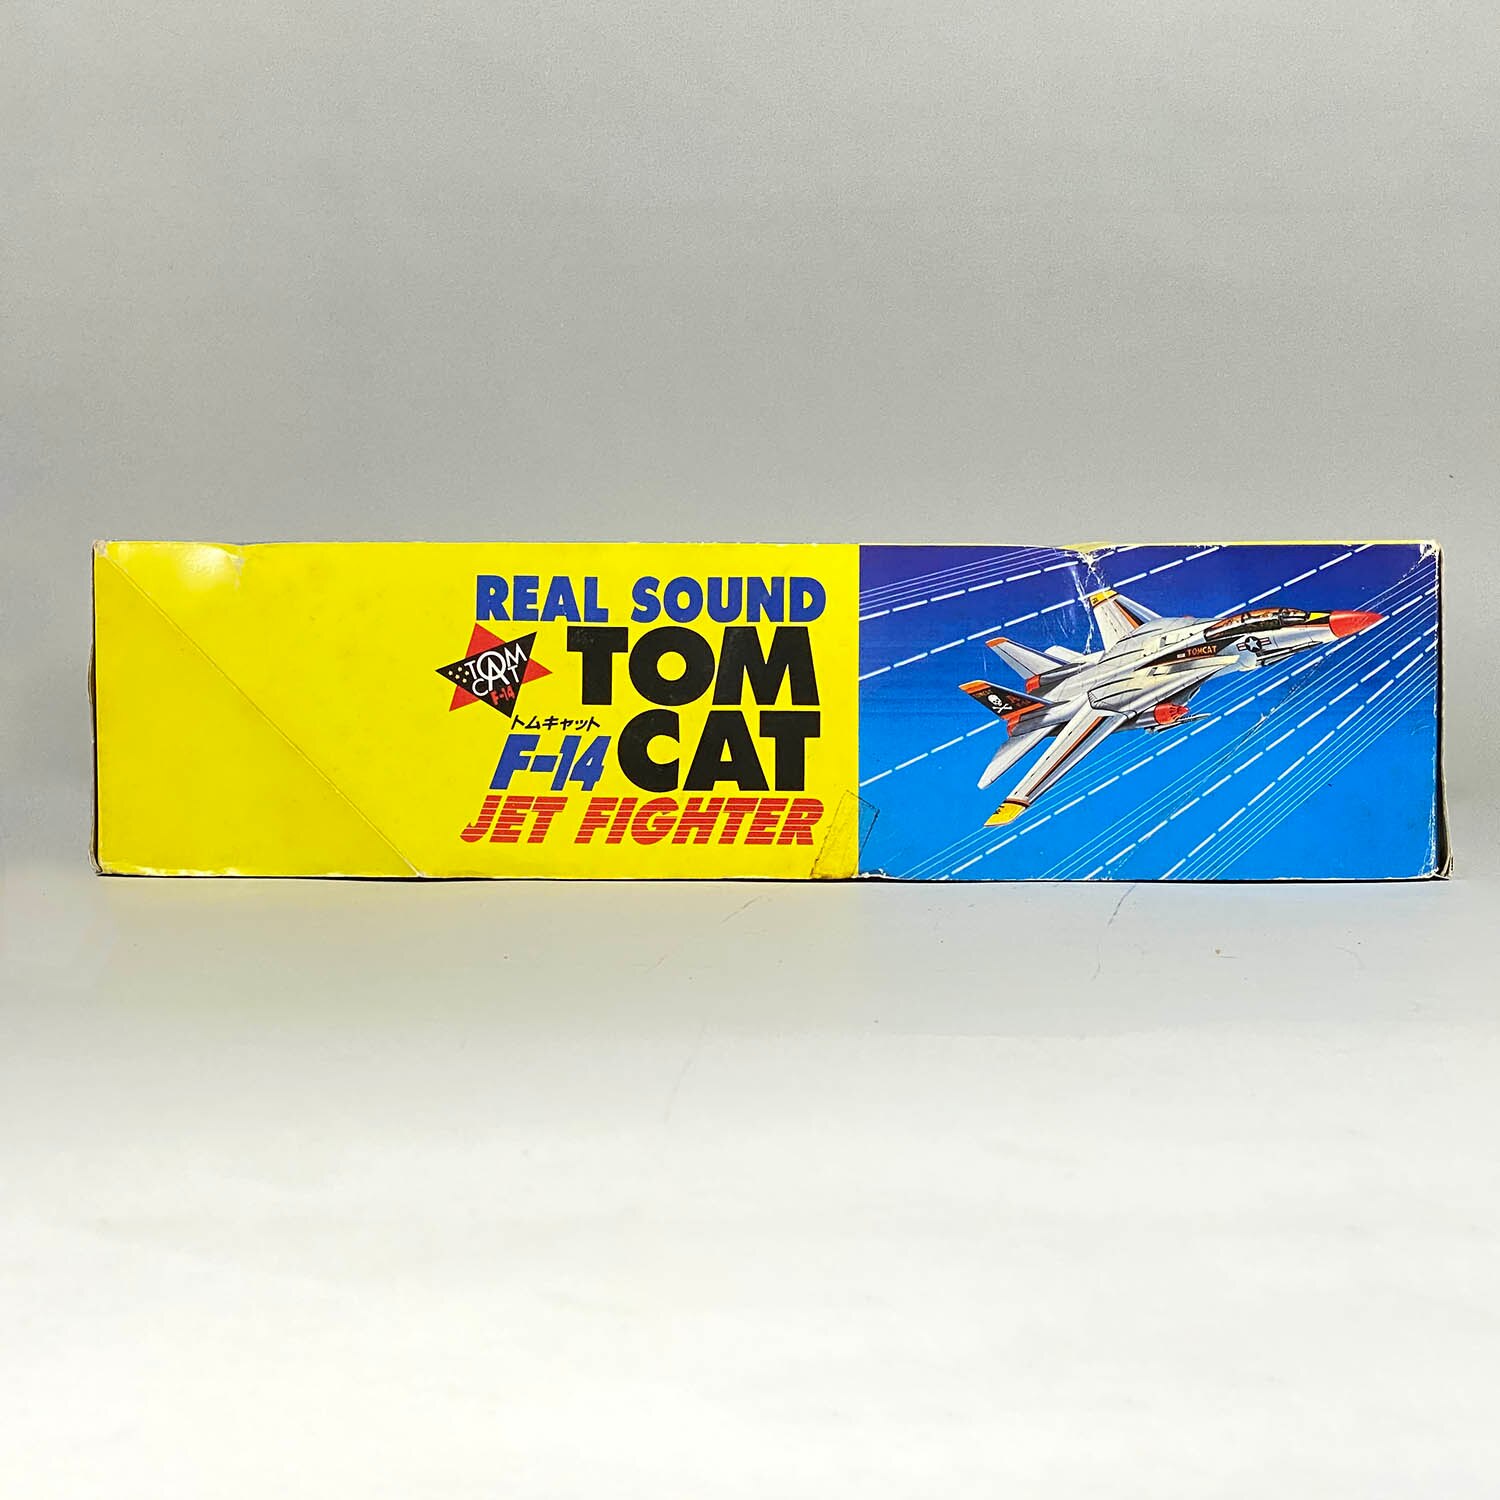 REAL SOUND
TOM
CAT
TOM
CAT
F-14
トムキャット
F-14
JET FIGHTER
TOMCAT